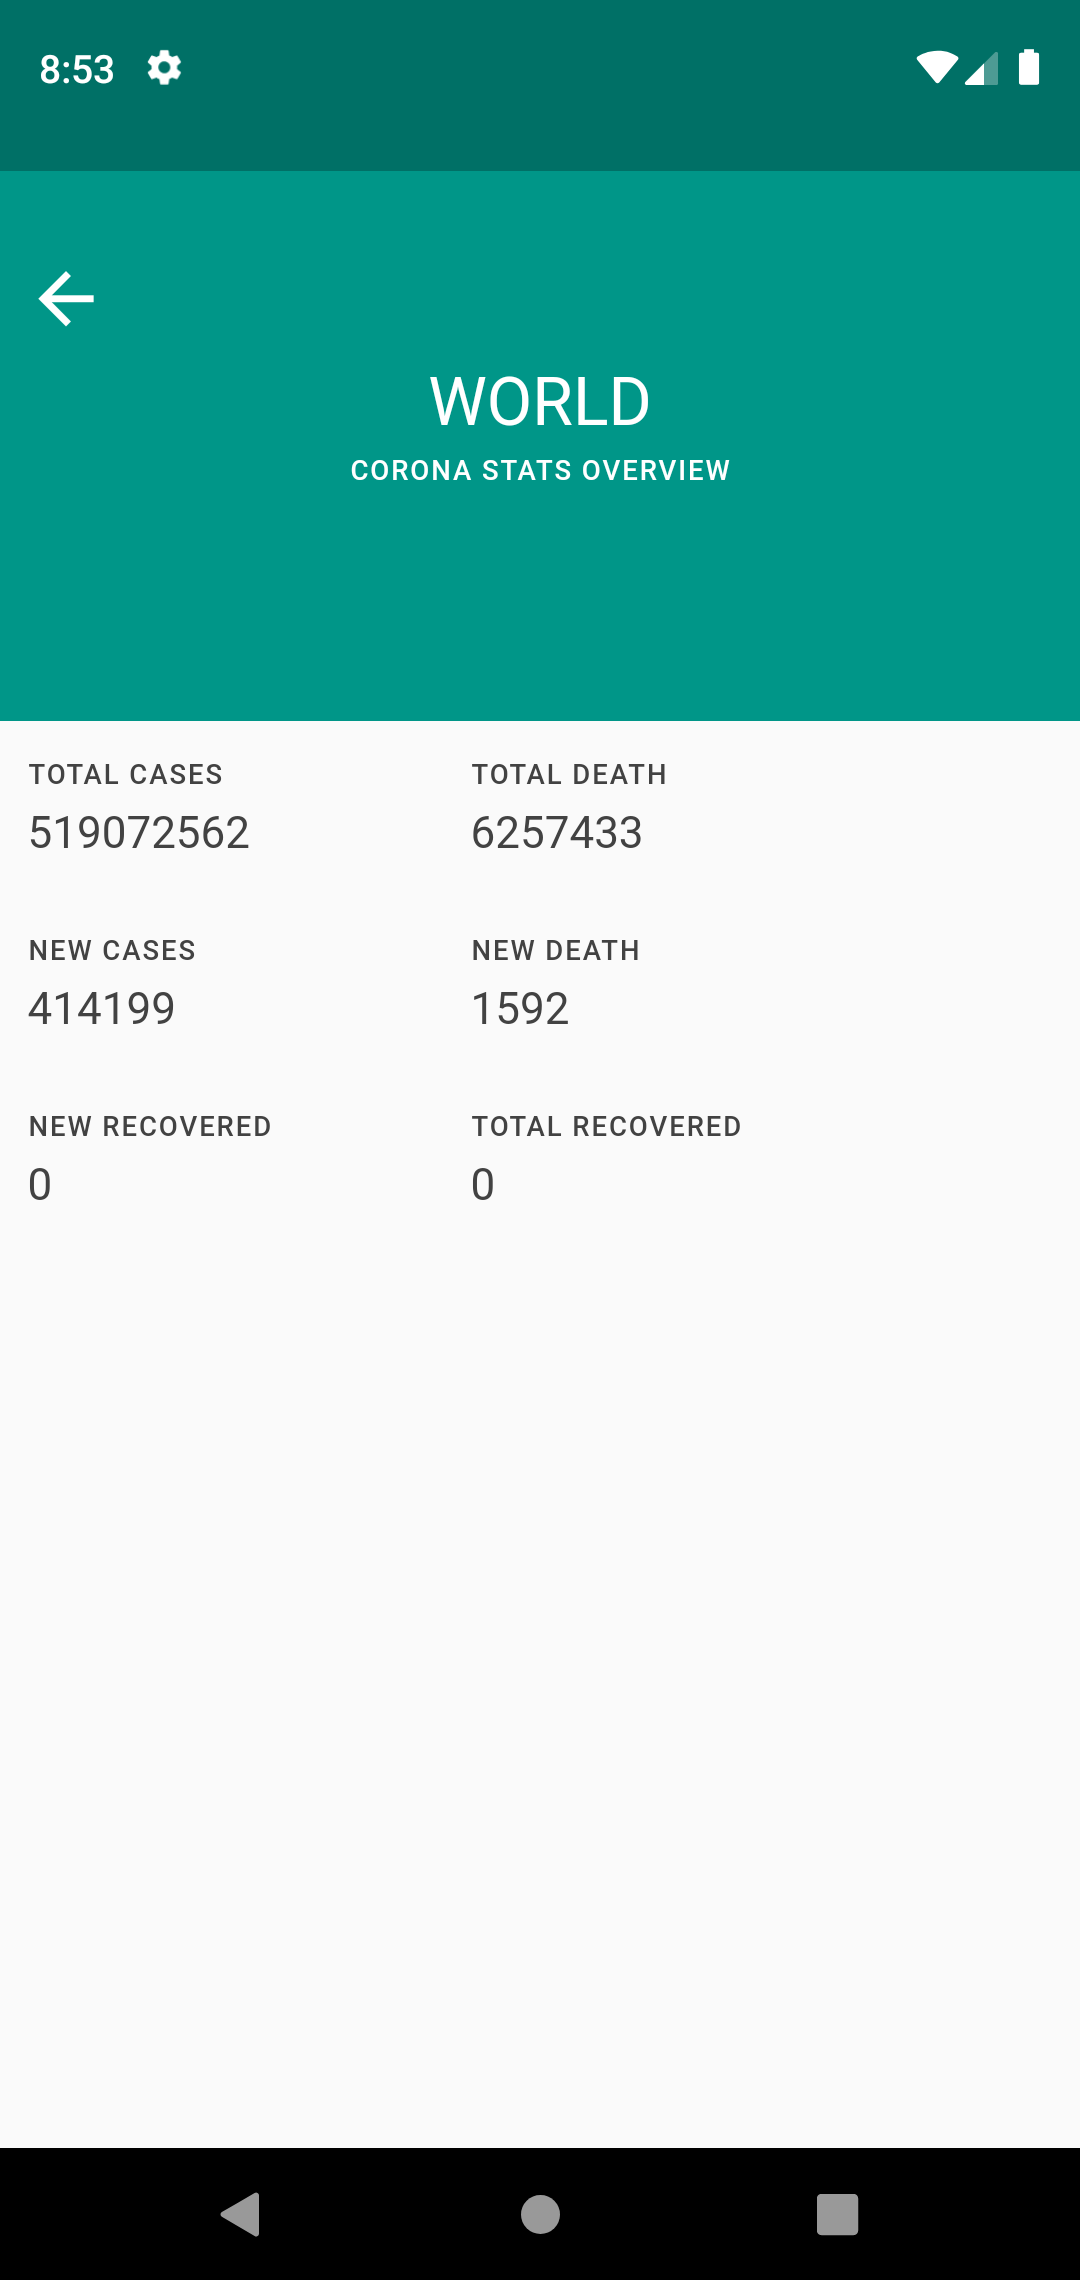 8:53
WORLD
CORONA STATS OVERVIEW
TOTAL CASES
519072562
TOTAL DEATH
6257433
NEW CASES
414199
NEW DEATH
1592
NEW RECOVERED
0
TOTAL RECOVERED
0